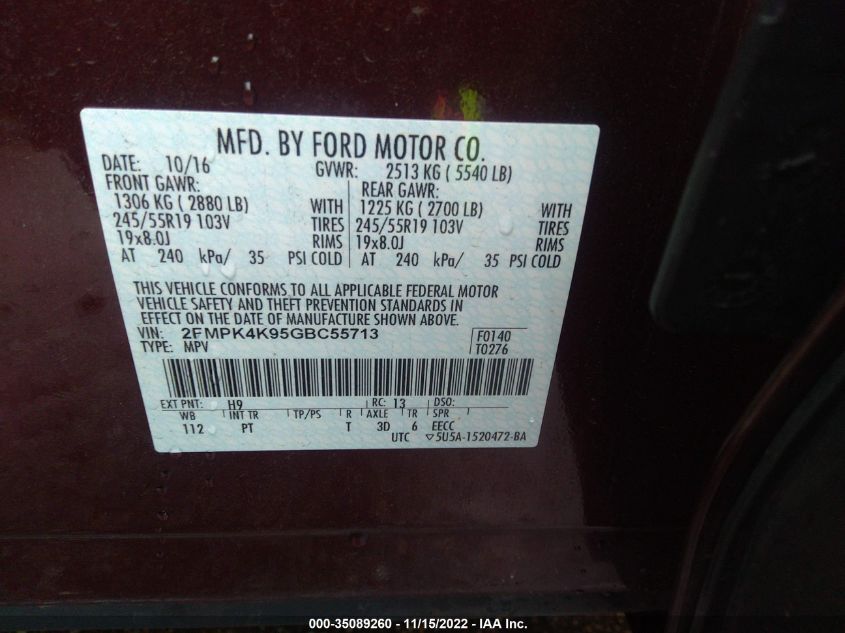 MFD. BY FORD MOTOR CO.
DATE: 10/16 GVWR: 2513 KG ( 5540 LB)
FRONT GAWR: REAR GAWR:
1306 KG ( 2880 LB) WITH 1225 KG ( 2700 LB) WITH
245/55R19 103V TIRES 245/55R19 103V TIRES
19x8.0J RIMS 19x8.0J RIMS
AT 240 kPa/ 35 PSI COLD AT 240 kPa/ 35 PSI COLD
THIS VEHICLE CONFORMS TO ALL APPLICABLE FEDERAL MOTOR
VEHICLE SAFETY AND THEFT PREVENTION STANDARDS IN
EFFECT ON THE DATE OF MANUFACTURE SHOWN ABOVE.
VIN: 2FMPK4K95GBC55713 F0140
TYPE: MPV T0276
EXT PNT: H9 RC: 13 DSO:
WB INT TR TP/PS R AXLE TR SPR
112 PT T 3D 6 EECC
UTC ▽5U5A-1520472-BA
000-35089260 - 11/15/2022 - IAA Inc.